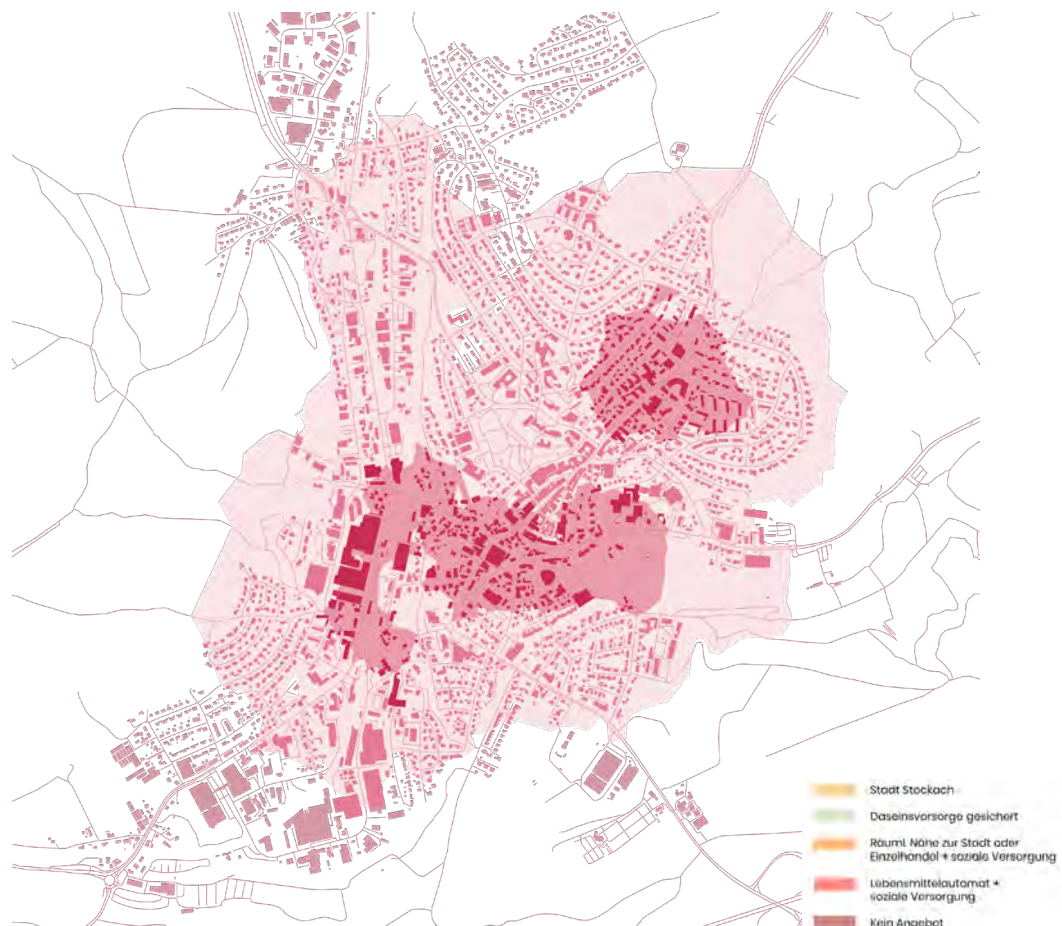 Stadt Stockach
Daseinsvorsorge gesichert
Räuml. Nähe zur Stadt oder
Einzelhandel + soziale Versorgung
Lebensmittelautomat +
soziale Versorgung
Kein Angebot